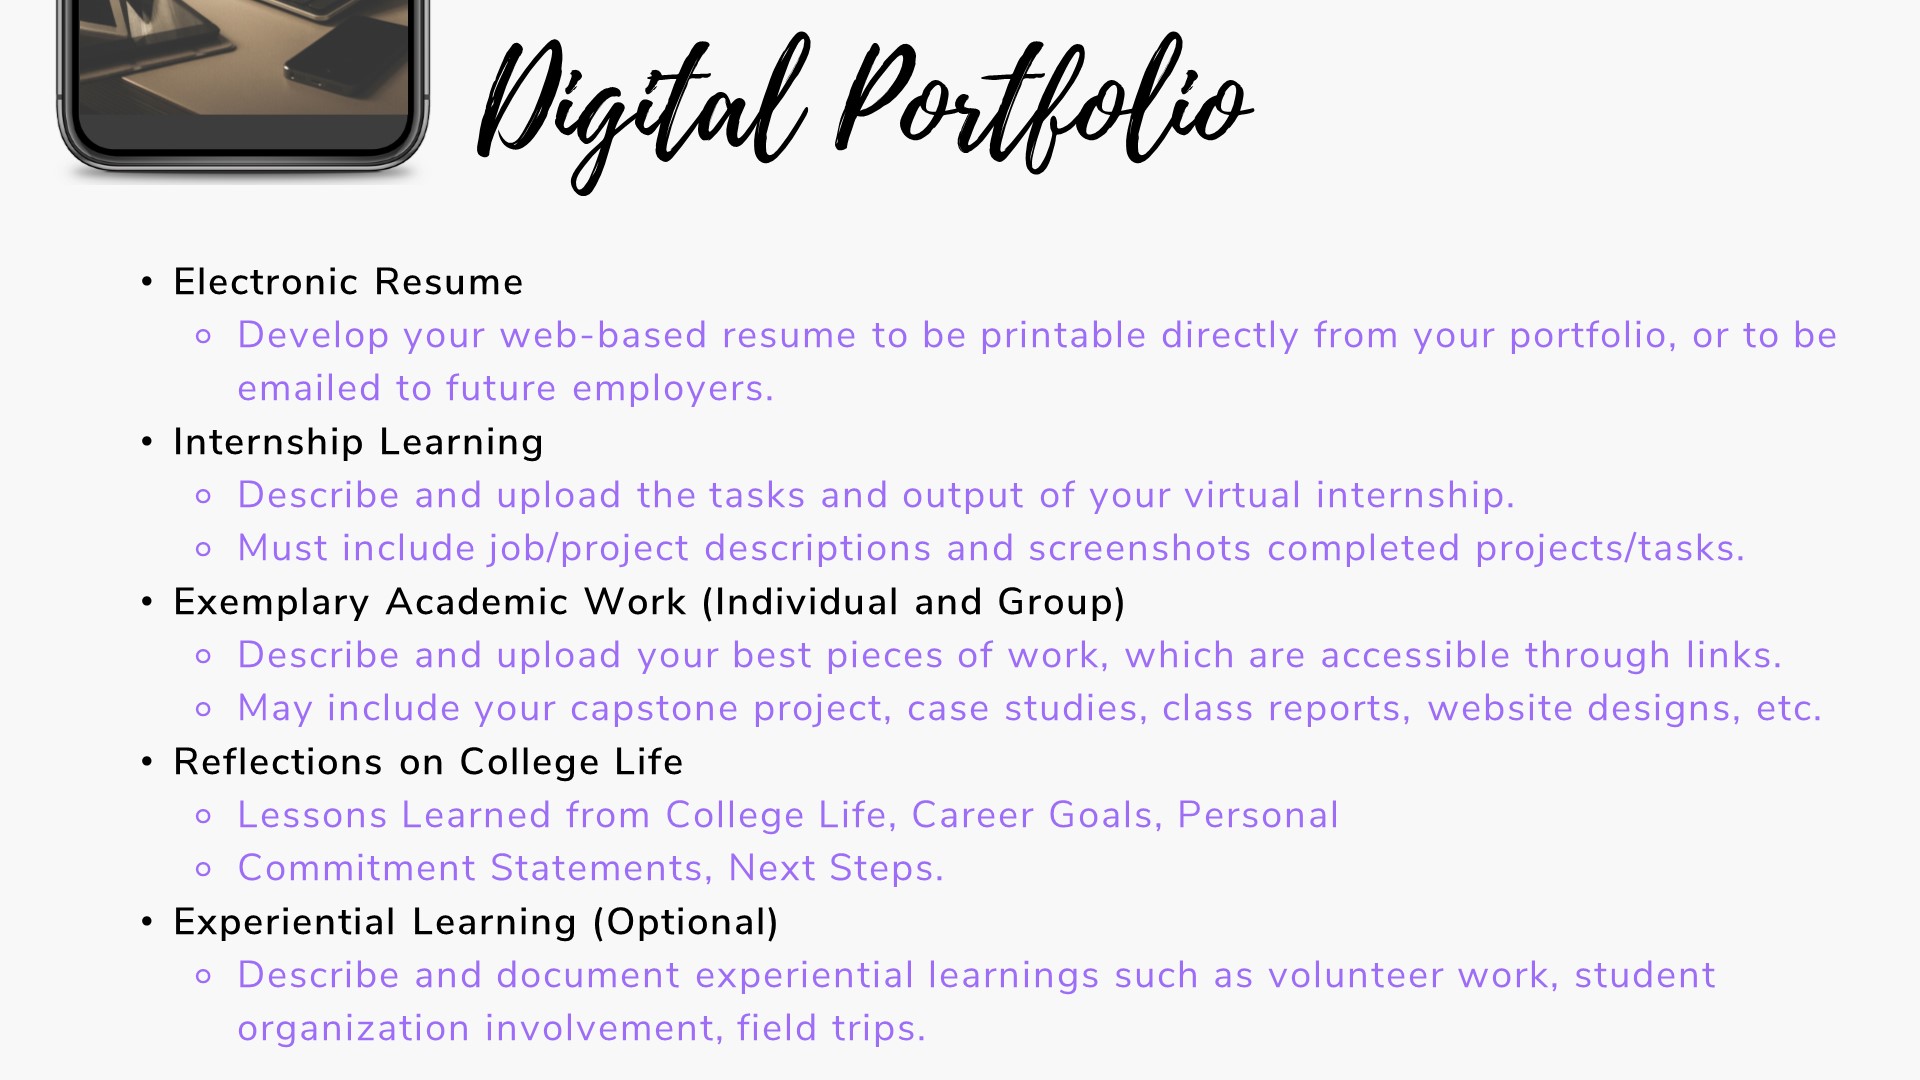 Digital Portfolio
• Electronic Resume
◦ Develop your web-based resume to be printable directly from your portfolio, or to be
emailed to future employers.
• Internship Learning
◦ Describe and upload the tasks and output of your virtual internship.
◦ Must include job/project descriptions and screenshots completed projects/tasks.
• Exemplary Academic Work (Individual and Group)
◦ Describe and upload your best pieces of work, which are accessible through links.
◦ May include your capstone project, case studies, class reports, website designs, etc.
• Reflections on College Life
◦ Lessons Learned from College Life, Career Goals, Personal
◦ Commitment Statements, Next Steps.
• Experiential Learning (Optional)
◦ Describe and document experiential learnings such as volunteer work, student
organization involvement, field trips.